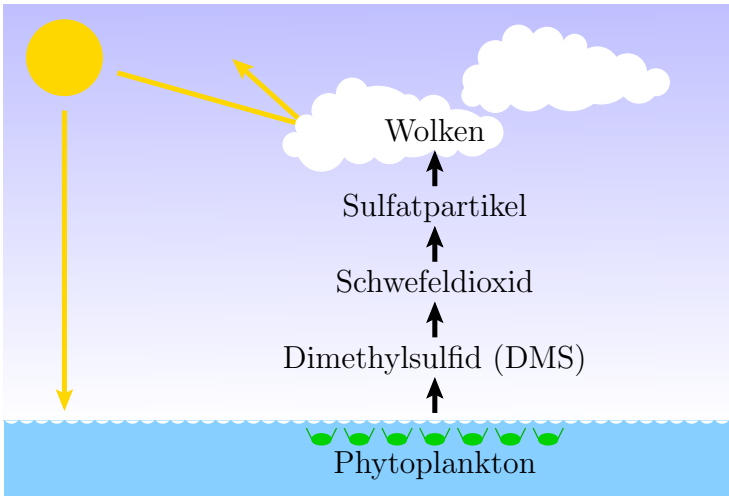 Wolken
Sulfatpartikel
Schwefeldioxid
Dimethylsulfid (DMS)
Phytoplankton